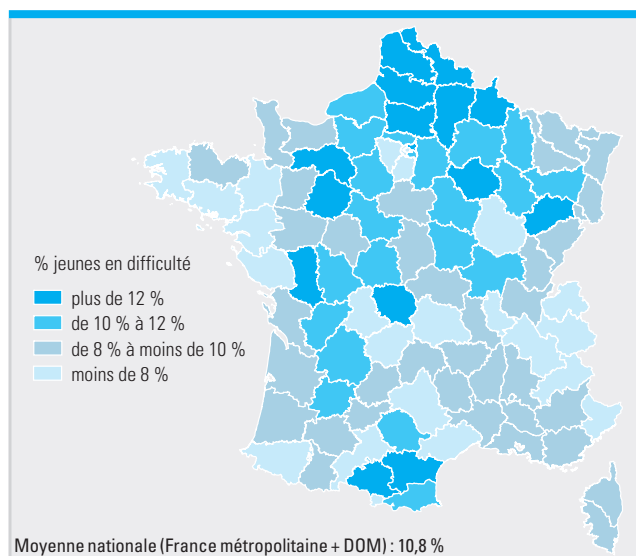 % jeunes en difficulté
plus de 12 %
de 10 % à 12 %
de 8 % à moins de 10 %
moins de 8 %
Moyenne nationale (France métropolitaine + DOM) : 10,8 %